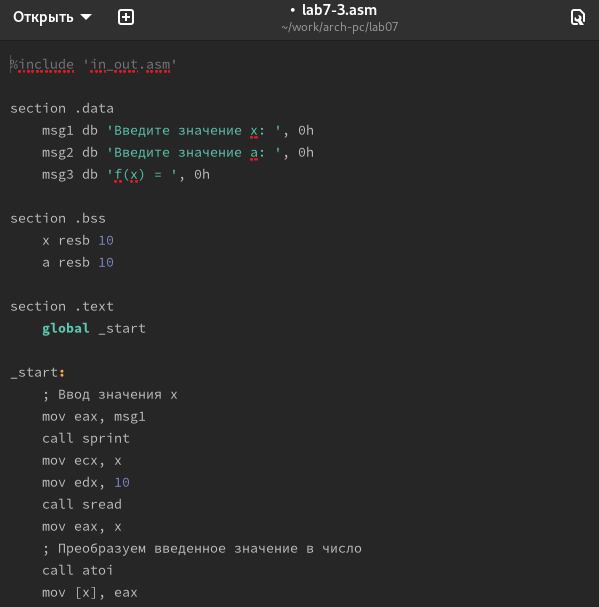 Открыть
• lab7-3.asm
~/work/arch-pc/lab07
%include 'in_out.asm'
section .data
msg1 db 'Введите значение x: ', 0h
msg2 db 'Введите значение a: ', 0h
msg3 db 'f(x) = ', 0h
section .bss
x resb 10
a resb 10
section .text
global _start
_start:
; Ввод значения x
mov eax, msg1
call sprint
mov ecx, x
mov edx, 10
call sread
mov eax, x
; Преобразуем введенное значение в число
call atoi
mov [x], eax